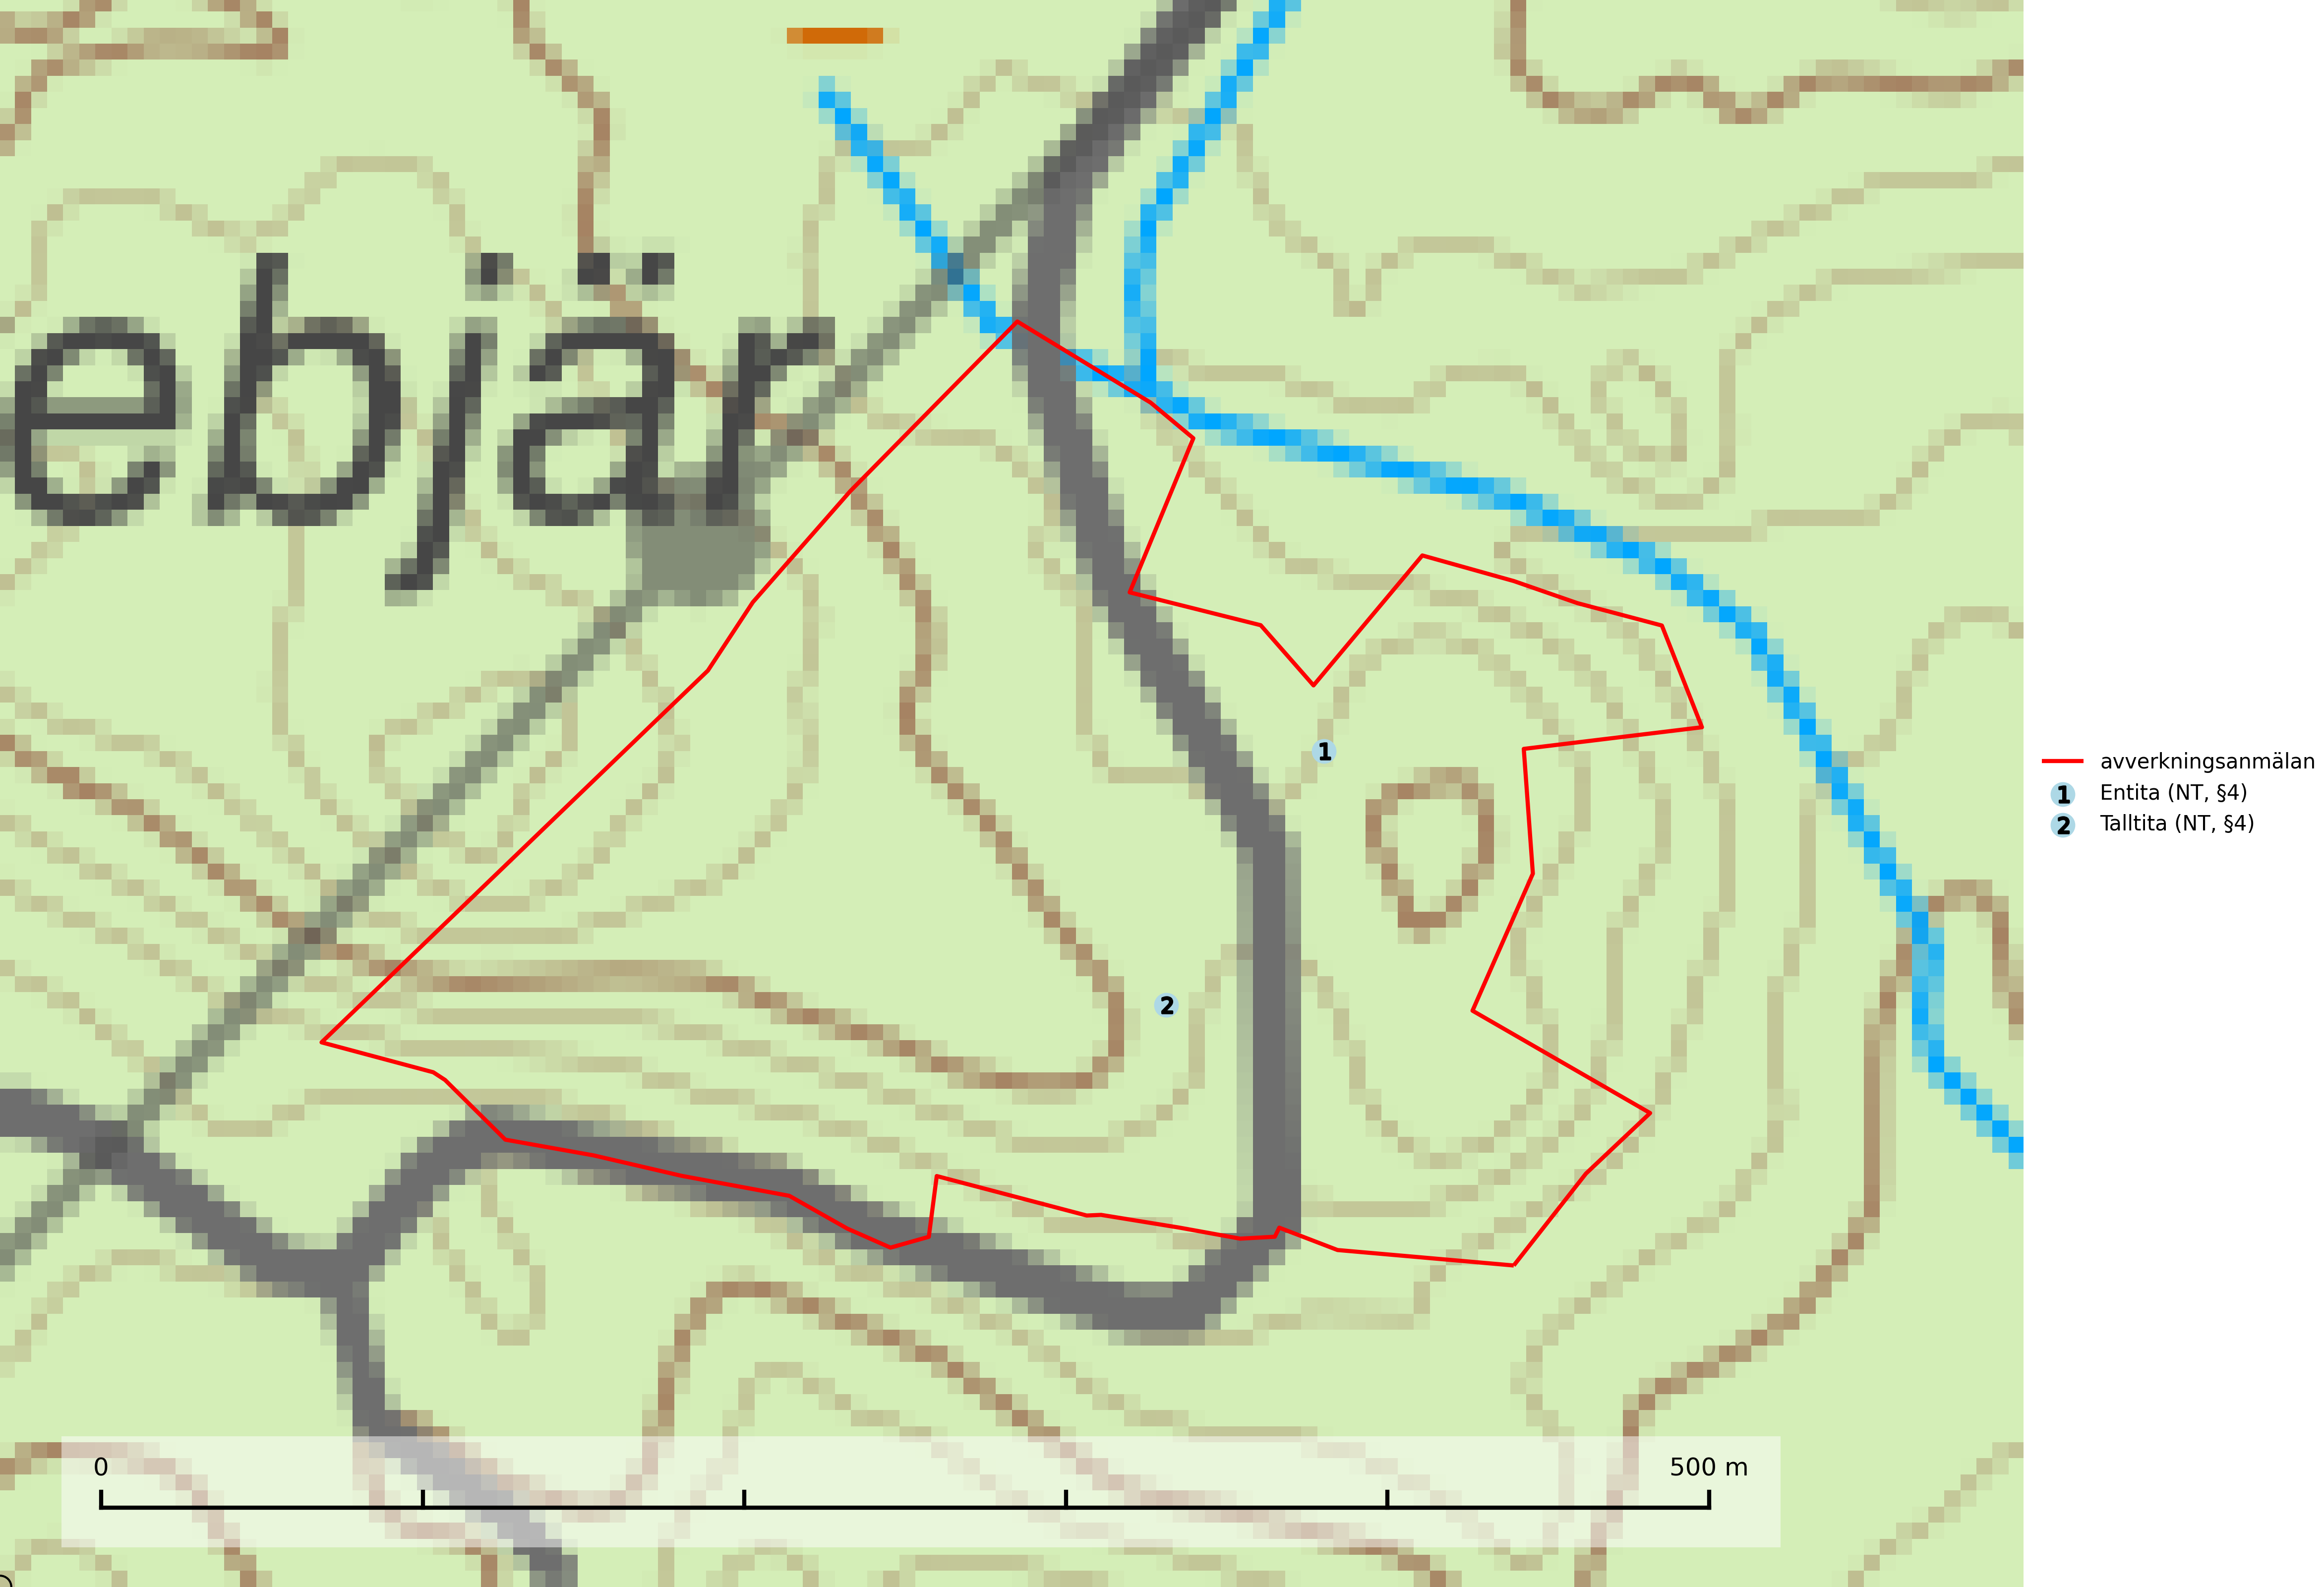 ebjär
1
2
avverkningsanmälan
1 Entita (NT, §4)
2 Talltita (NT, §4)
0 500 m